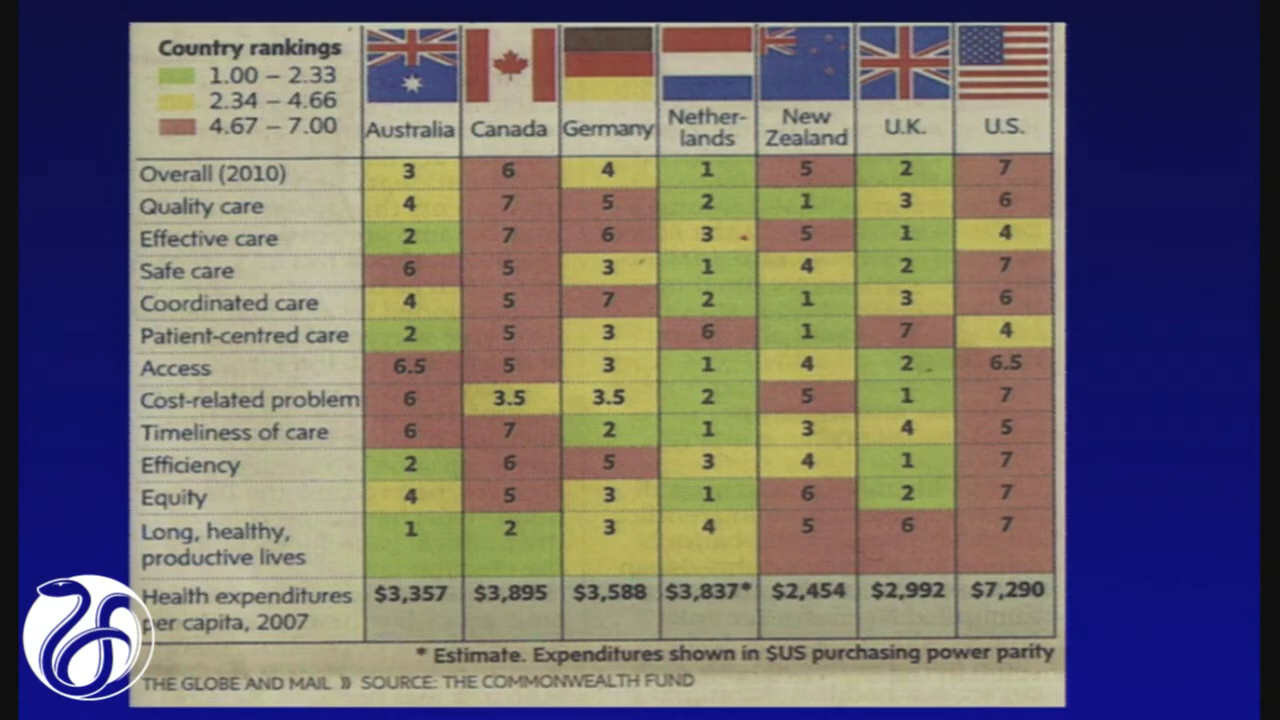 Country rankings
1.00 – 2.33
2.34 – 4.66
4.67 – 7.00
Australia Canada Germany Nether-lands New Zealand U.K. U.S.
Overall (2010) 3 6 4 1 5 2 7
Quality care 4 7 5 2 1 3 6
Effective care 2 7 6 3 5 1 4
Safe care 6 5 3 1 4 2 7
Coordinated care 4 5 7 2 1 3 6
Patient-centred care 2 5 3 6 1 7 4
Access 6.5 5 3 1 4 2 6.5
Cost-related problem 6 3.5 3.5 2 5 1 7
Timeliness of care 6 7 2 1 3 4 5
Efficiency 2 6 5 3 4 1 7
Equity 4 5 3 1 6 2 7
Long, healthy, 1 2 3 4 5 6 7
productive lives
Health expenditures $3,357 $3,895 $3,588 $3,837* $2,454 $2,992 $7,290
per capita, 2007
* Estimate. Expenditures shown in $US purchasing power parity
THE GLOBE AND MAIL » SOURCE: THE COMMONWEALTH FUND